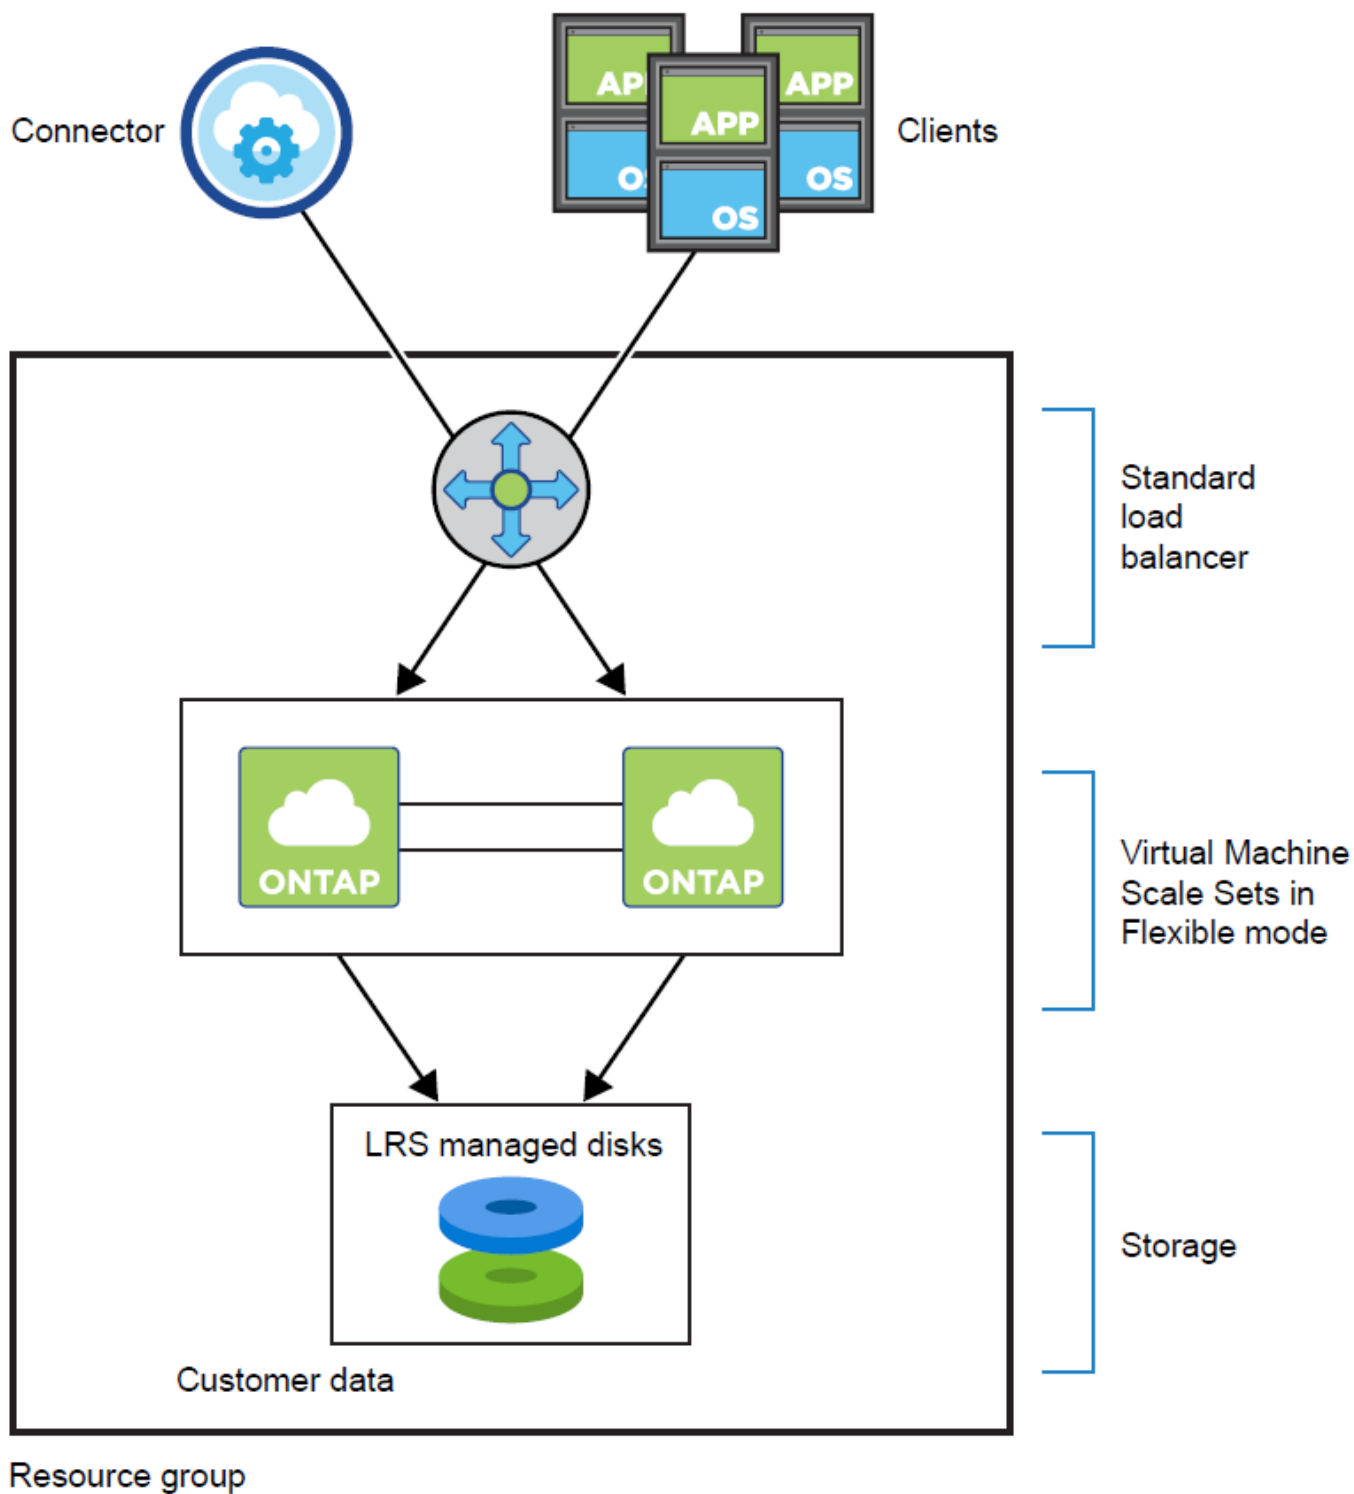 Connector
APP
APP
APP
OS
OS
OS
Clients
Standard
load
balancer
ONTAP
ONTAP
Virtual Machine
Scale Sets in
Flexible mode
LRS managed disks
Storage
Customer data
Resource group